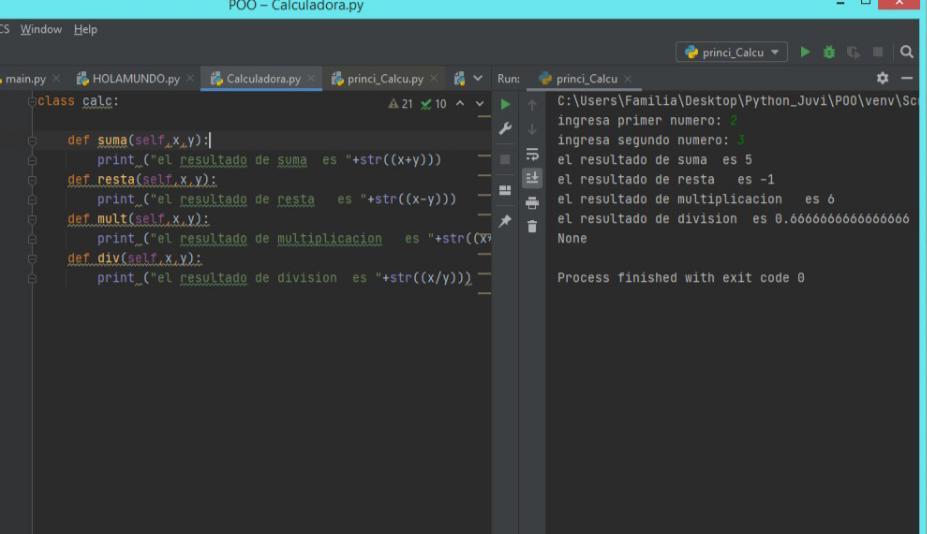 POO – Calculadora.py
CS Window Help
princi_Calcu
main.py HOLAMUNDO.py Calculadora.py princi_Calcu.py
Run: princi_Calcu
class calc:
21 10
def suma(self,x,y):
print ("el resultado de suma  es "+str((x+y)))
def resta(self,x,y):
print ("el resultado de resta   es "+str((x-y)))
def mult(self,x,y):
print ("el resultado de multiplicacion   es "+str((x*
def div(self,x,y):
print ("el resultado de division  es "+str((x/y)))
C:\Users\Familia\Desktop\Python_Juvi\POO\venv\Scr
ingresa primer numero: 2
ingresa segundo numero: 3
el resultado de suma  es 5
el resultado de resta   es -1
el resultado de multiplicacion   es 6
el resultado de division  es 0.6666666666666666
None
Process finished with exit code 0